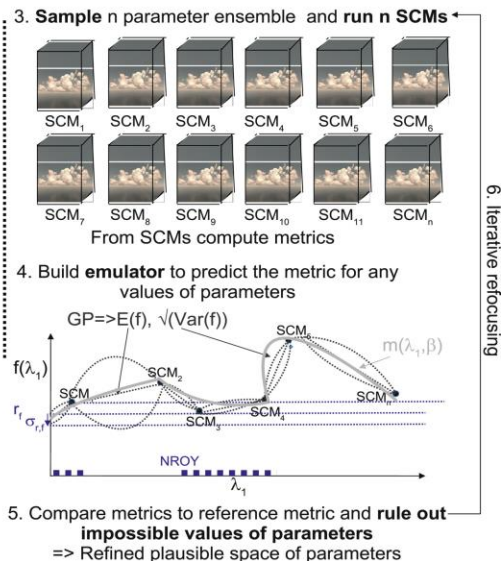 3. Sample n parameter ensemble and run n SCMs
SCM1 SCM2 SCM3 SCM4 SCM5 SCM6
SCM7 SCM8 SCM9 SCM10 SCM11 SCMn
From SCMs compute metrics
6. Iterative refocusing
4. Build emulator to predict the metric for any
values of parameters
GP=>E(f), √(Var(f))
SCM5
m(λ1,β)
f(λ1)
SCM
SCM2
SCM3
SCM4
SCMn
rf
σr,f
NROY
λ1
5. Compare metrics to reference metric and rule out
impossible values of parameters
=> Refined plausible space of parameters